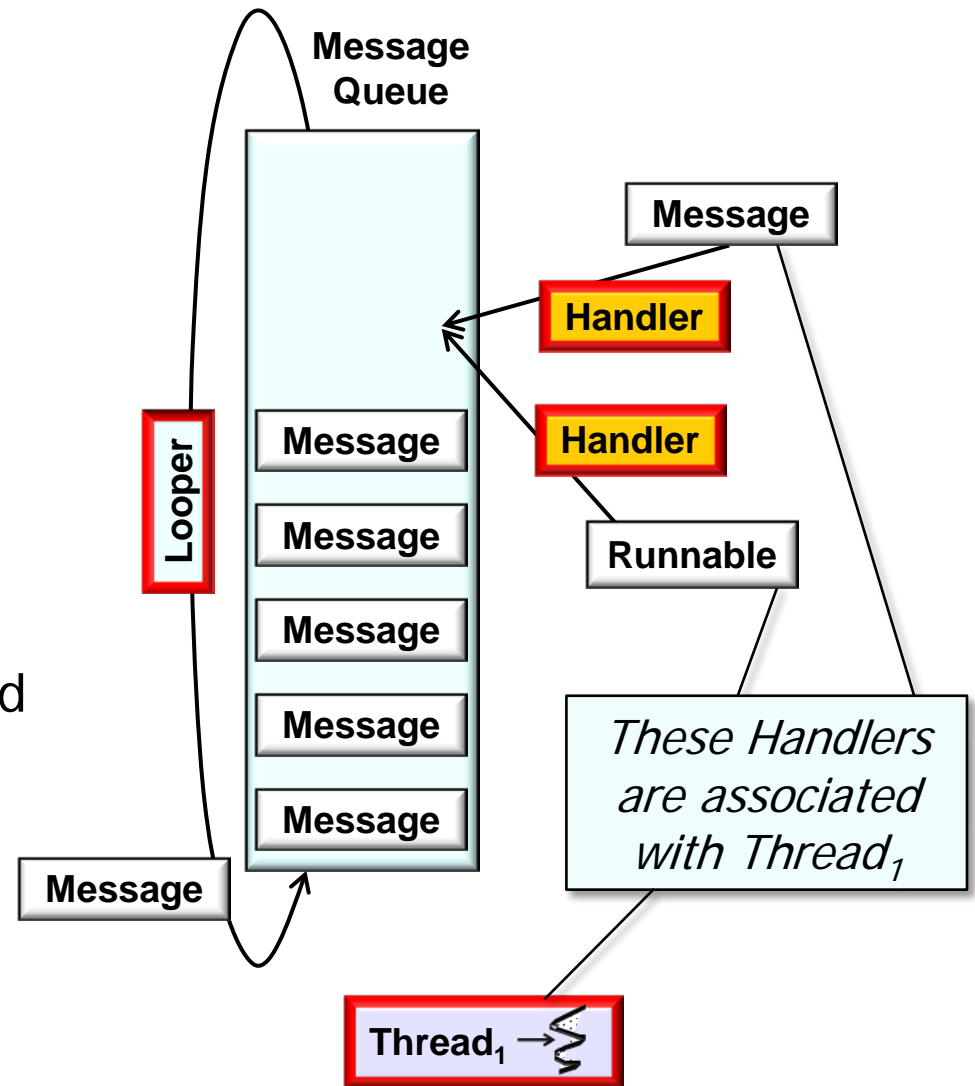 Message
Queue
Message
Handler
Handler
Looper
Message
Message
Runnable
Message
d
Message
These Handlers
are associated
with Thread₁
Message
Message
Thread₁